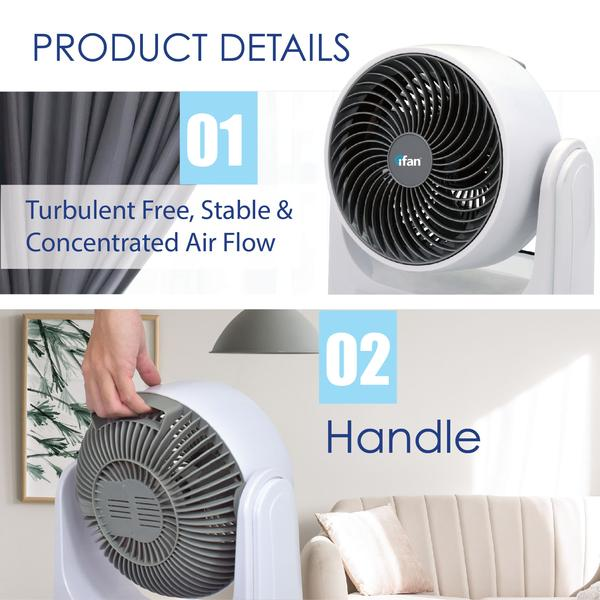 PRODUCT DETAILS
01
ifan
Turbulent Free, Stable &
Concentrated Air Flow
02
Handle